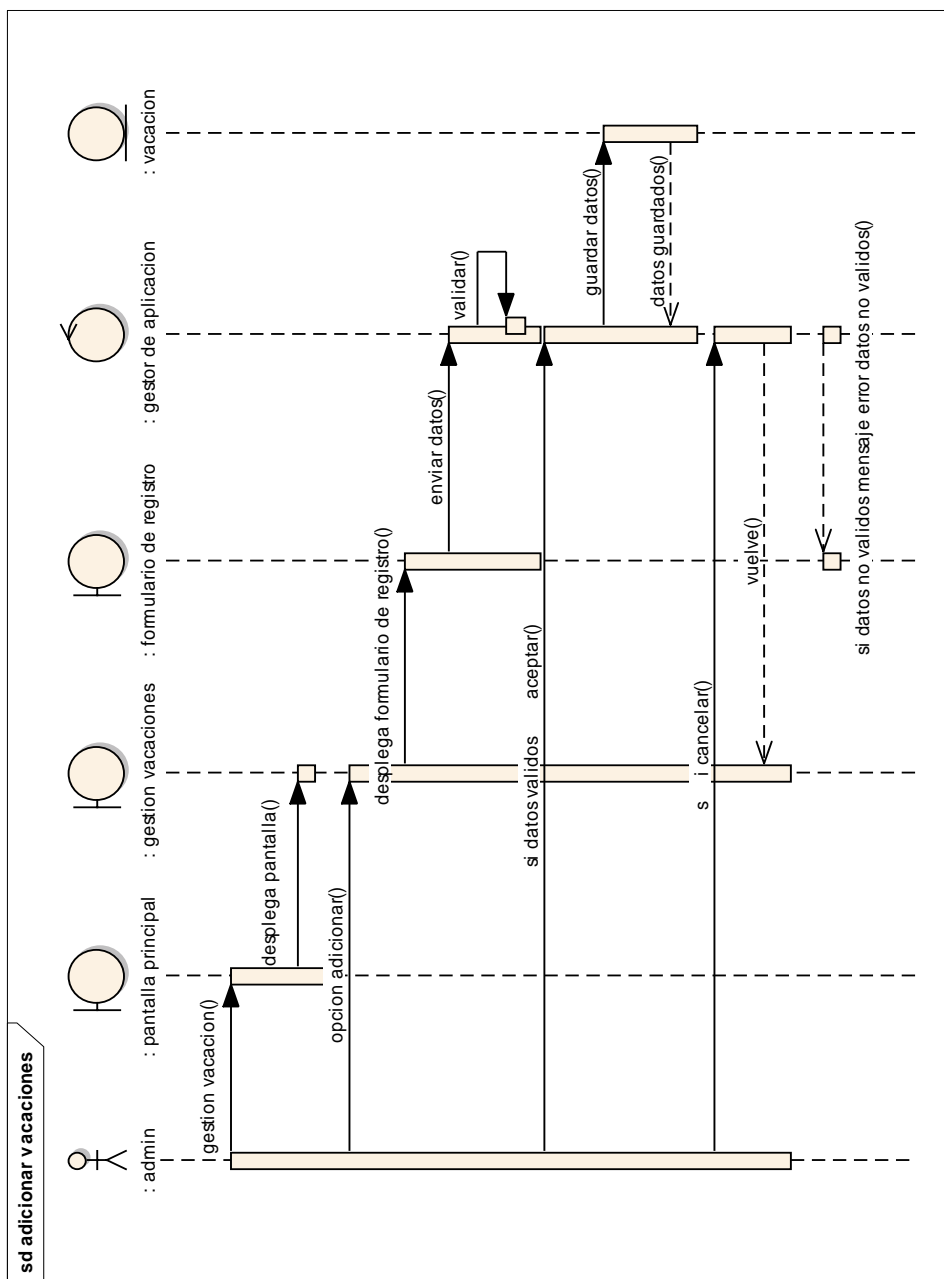 sd adicionar vacaciones
: admin
: pantalla principal
: gestion vacaciones
: formulario de registro
: gestor de aplicacion
: vacacion
gestion vacacion()
desplega pantalla()
opcion adicionar()
desplega formulario de registro()
enviar datos()
validar()
si datos validos aceptar()
guardar datos()
datos guardados()
s i cancelar()
vuelve()
si datos no validos mensaje error datos no validos()